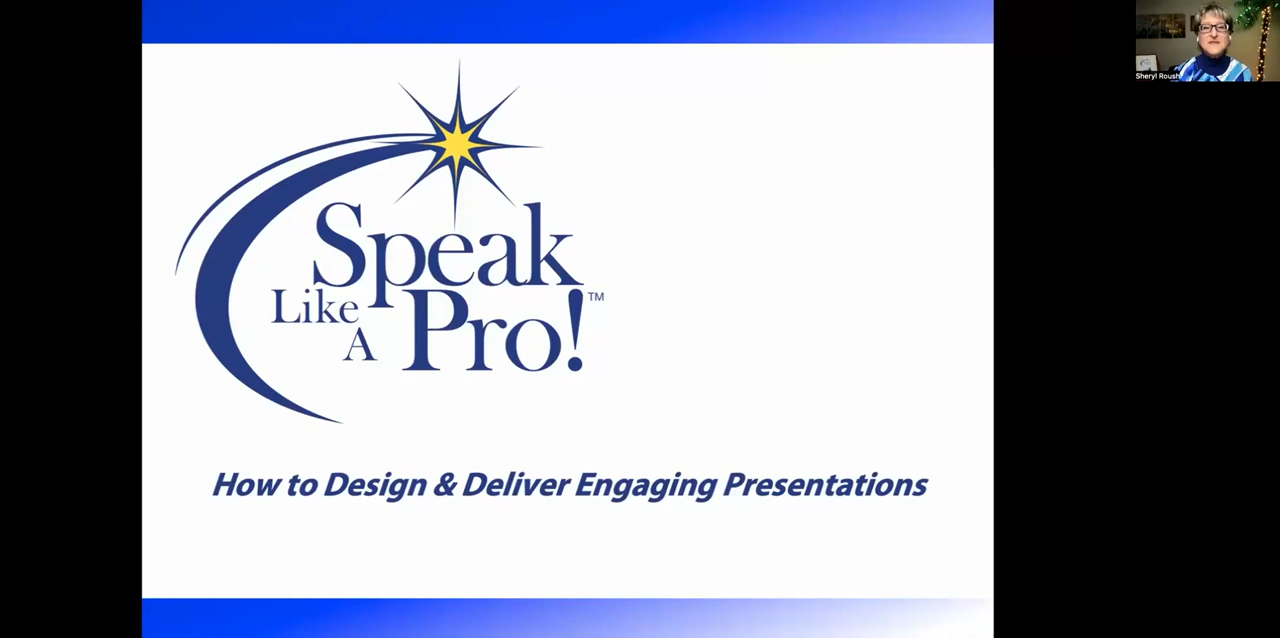 Speak
Like
A
Pro!™
How to Design & Deliver Engaging Presentations
Sheryl Roush